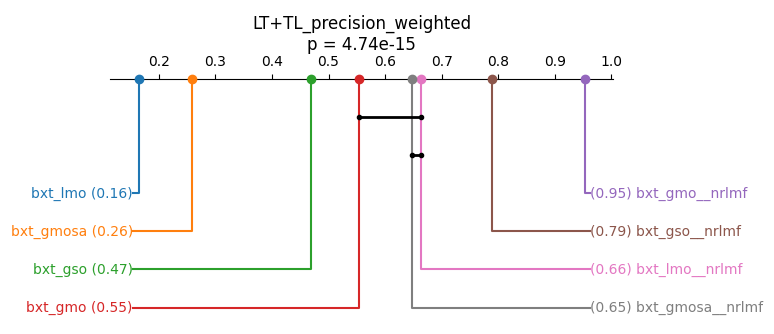 LT+TL_precision_weighted
p = 4.74e-15
0.2 0.3 0.4 0.5 0.6 0.7 0.8 0.9 1.0
bxt_lmo (0.16) (0.95) bxt_gmo__nrlmf
bxt_gmosa (0.26) (0.79) bxt_gso__nrlmf
bxt_gso (0.47) (0.66) bxt_lmo__nrlmf
bxt_gmo (0.55) (0.65) bxt_gmosa__nrlmf